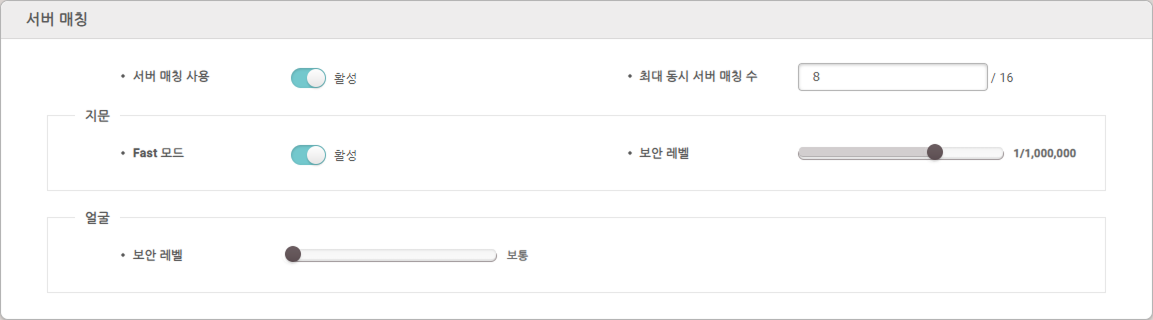 서버 매칭
• 서버 매칭 사용 활성 • 최대 동시 서버 매칭 수 8 / 16
지문
• Fast 모드 활성 • 보안 레벨 1/1,000,000
얼굴
• 보안 레벨 보통